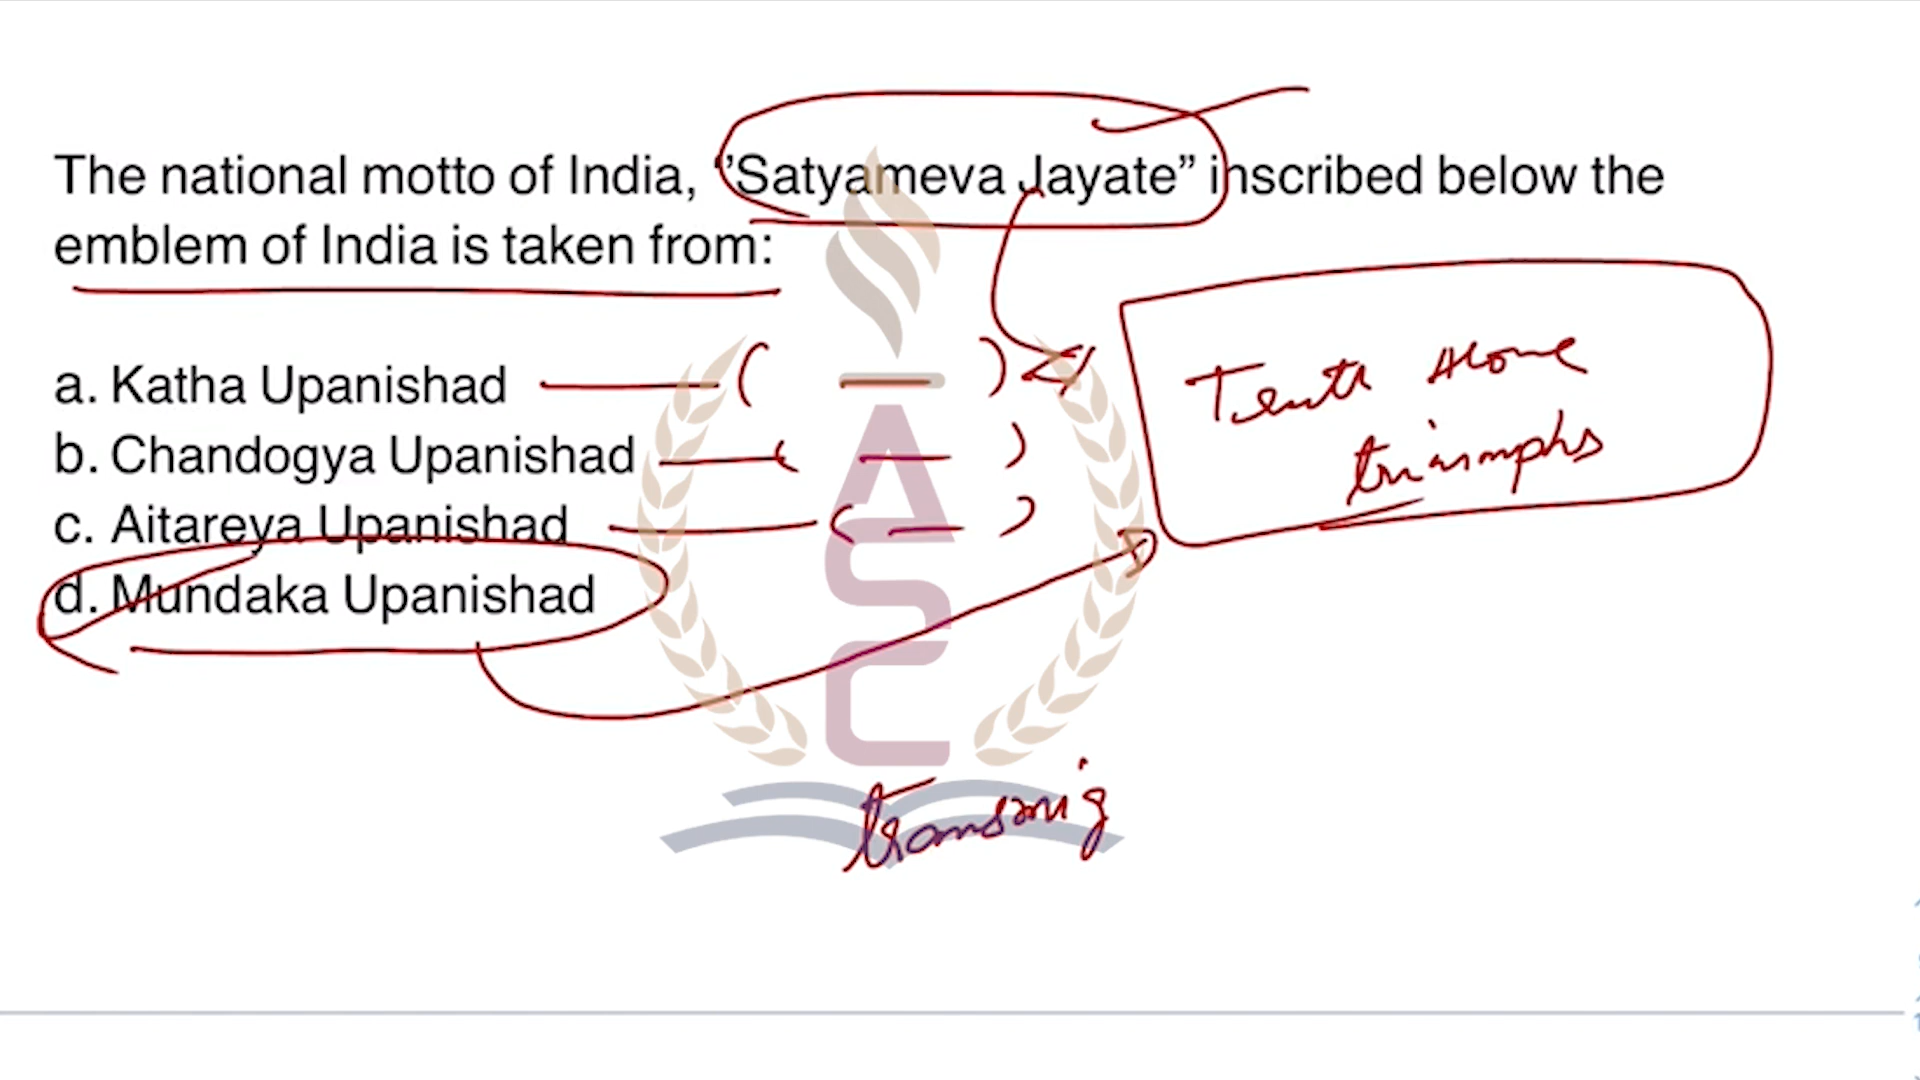 The national motto of India, ‘’Satyameva Jayate” inscribed below the
emblem of India is taken from:
a. Katha Upanishad
b. Chandogya Upanishad
c. Aitareya Upanishad
d. Mundaka Upanishad
Truth Alone
triumphs
ASC